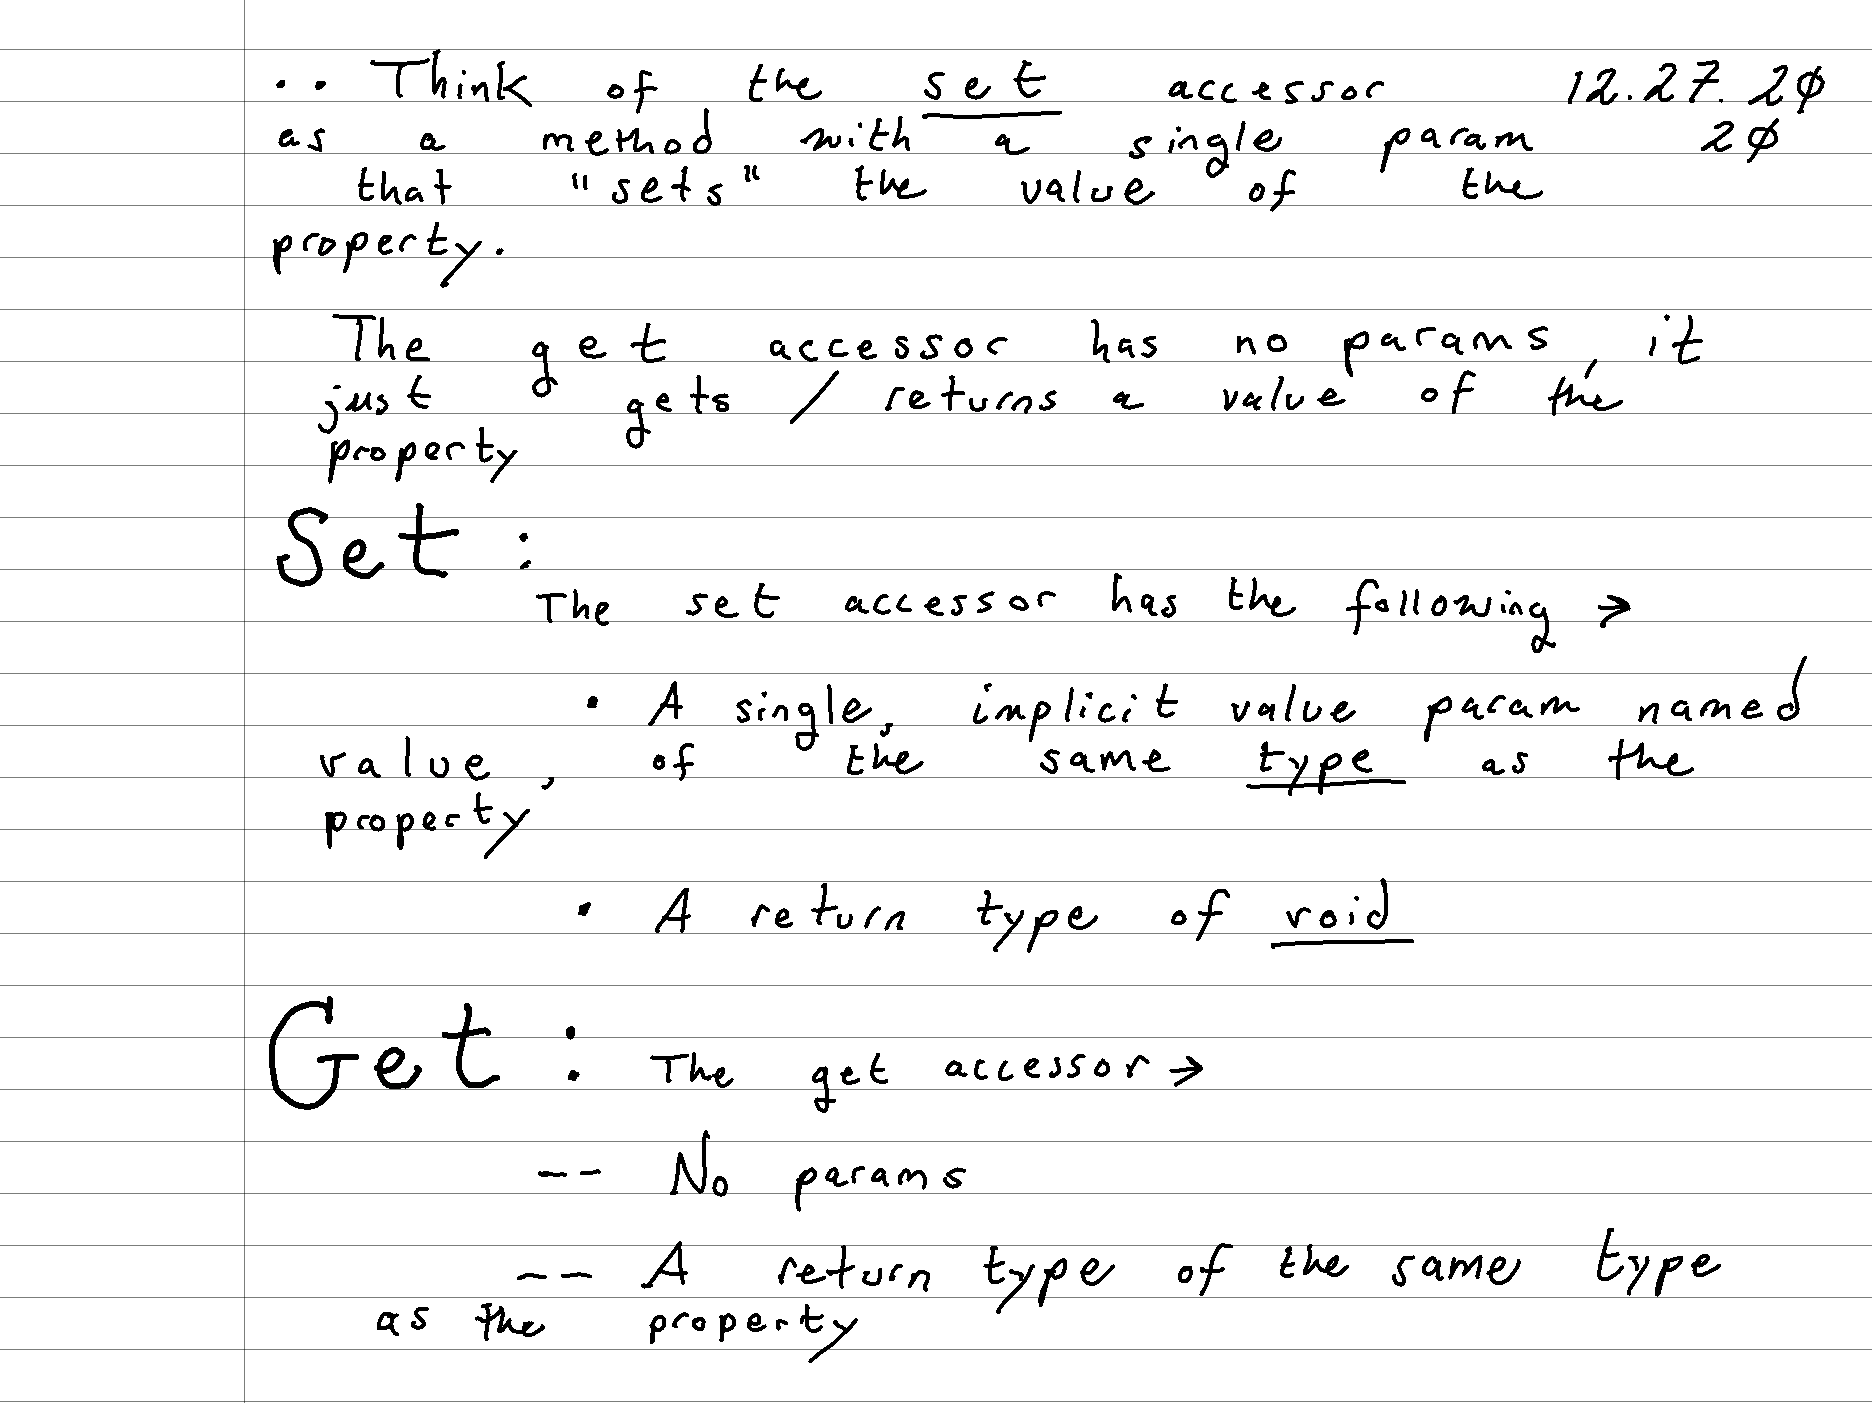 .. Think of the set accessor 12.27.2∅
as a method with a single param 2∅
that "sets" the value of the
property.
The get accessor has no params, it
just gets / returns a value of the
property
Set :
The set accessor has the following →
• A single, implicit value param named
value, of the same type as the
property
• A return type of void
Get : The get accessor →
-- No params
-- A return type of the same type
as the property